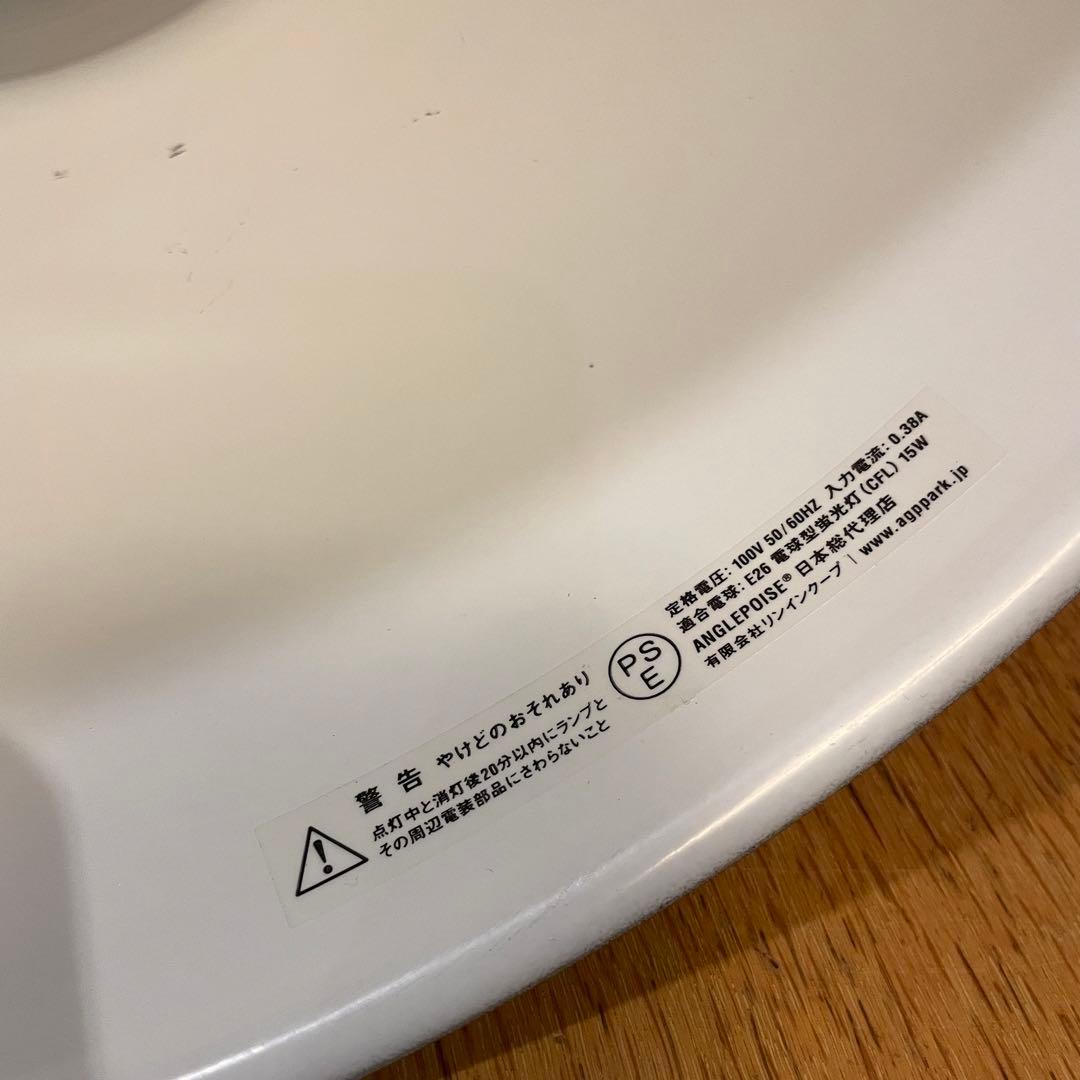 警告 やけどのおそれあり
点灯中と消灯後20分以内にランプと
その周辺電装部品にさわらないこと
PS
E
定格電圧: 100V 50/60HZ 入力電流: 0.38A
適合電球: E26 電球型蛍光灯 (CFL) 15W
ANGLEPOISE® 日本総代理店
有限会社リンインクープ | www.agppark.jp